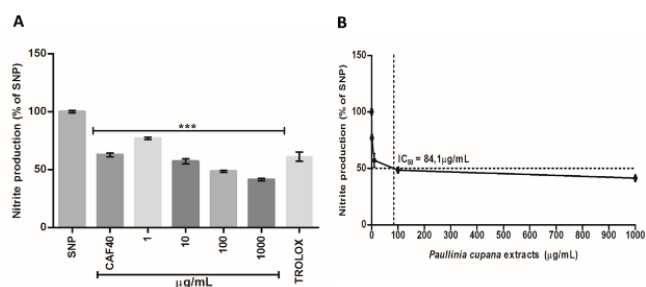 A
Nitrite production (% of SNP)
150
100
50
0
***
SNP
CAF40
1
10
100
1000
TROLOX
µg/mL
B
Nitrite production (% of SNP)
150
100
50
0
IC50 = 84,1µg/mL
0 100 200 300 400 500 600 700 800 900 1000
Paullinia cupana extracts (µg/mL)